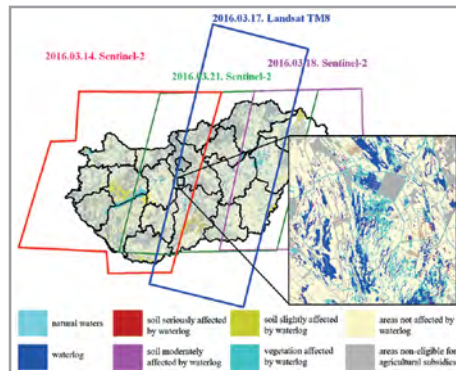 2016.03.17. Landsat TM8
2016.03.14. Sentinel-2
2016.03.18. Sentinel-2
2016.03.21. Sentinel-2
natural waters
soil seriously affected
by waterlog
soil slightly affected
by waterlog
areas not affected by
waterlog
waterlog
soil moderately
affected by waterlog
vegetation affected
by waterlog
areas non-eligible for
agricultural subsidies